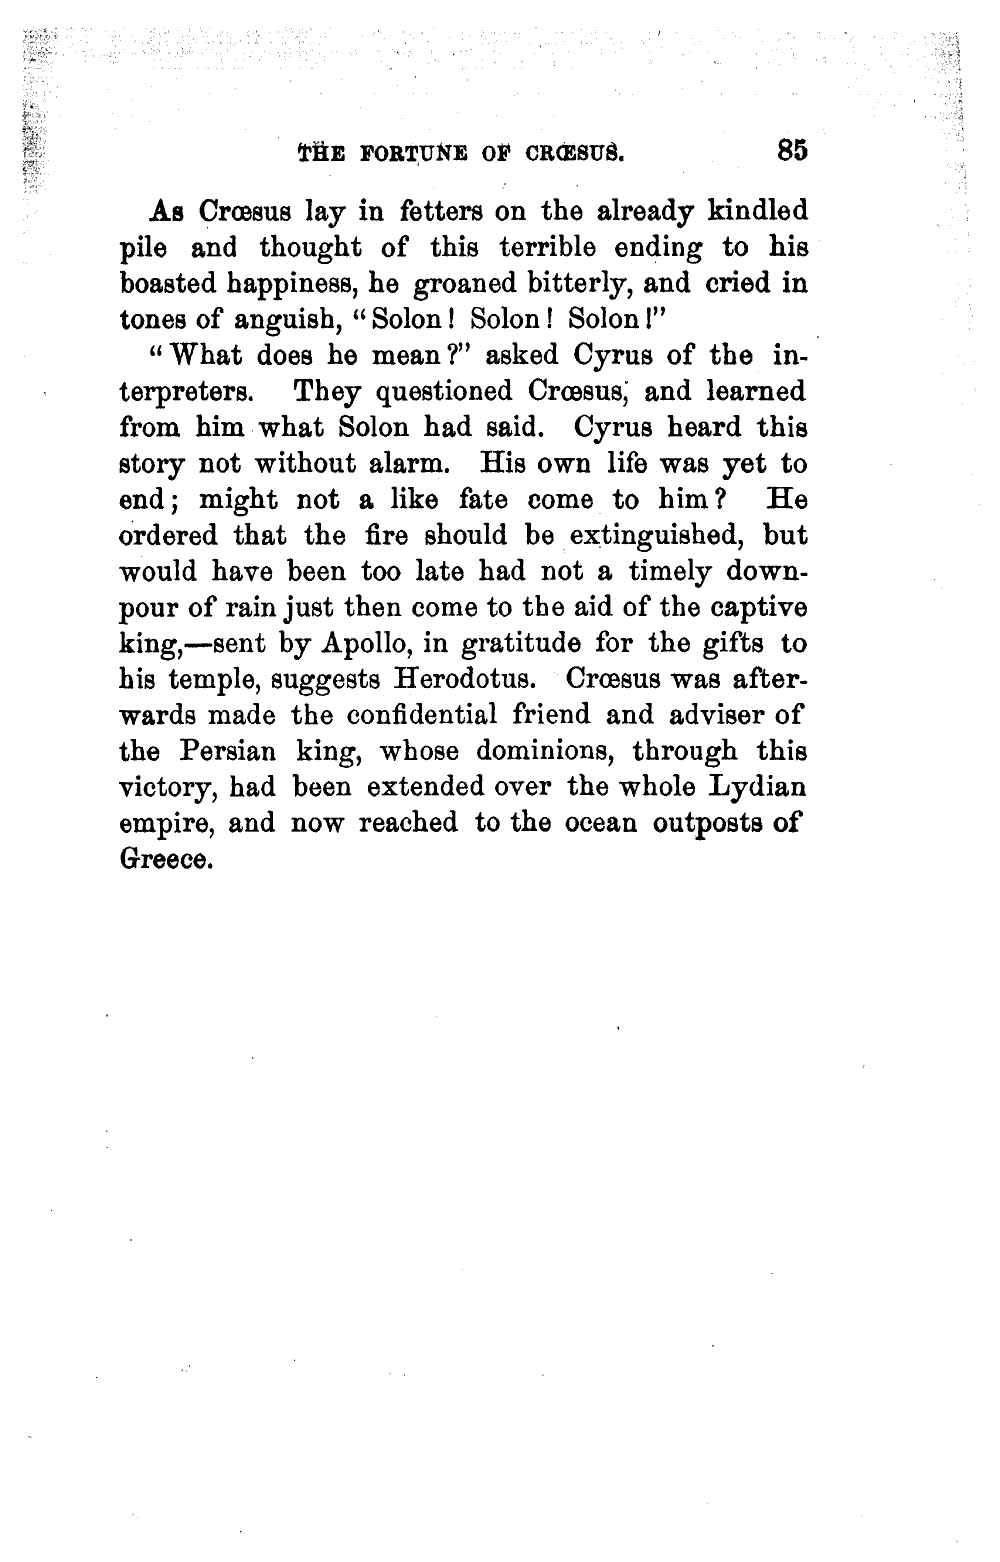 THE FORTUNE OF CRŒSUS. 85
As Crœsus lay in fetters on the already kindled
pile and thought of this terrible ending to his
boasted happiness, he groaned bitterly, and cried in
tones of anguish, “Solon! Solon! Solon!”
“What does he mean?” asked Cyrus of the in-
terpreters. They questioned Crœsus, and learned
from him what Solon had said. Cyrus heard this
story not without alarm. His own life was yet to
end; might not a like fate come to him? He
ordered that the fire should be extinguished, but
would have been too late had not a timely down-
pour of rain just then come to the aid of the captive
king,—sent by Apollo, in gratitude for the gifts to
his temple, suggests Herodotus. Crœsus was after-
wards made the confidential friend and adviser of
the Persian king, whose dominions, through this
victory, had been extended over the whole Lydian
empire, and now reached to the ocean outposts of
Greece.